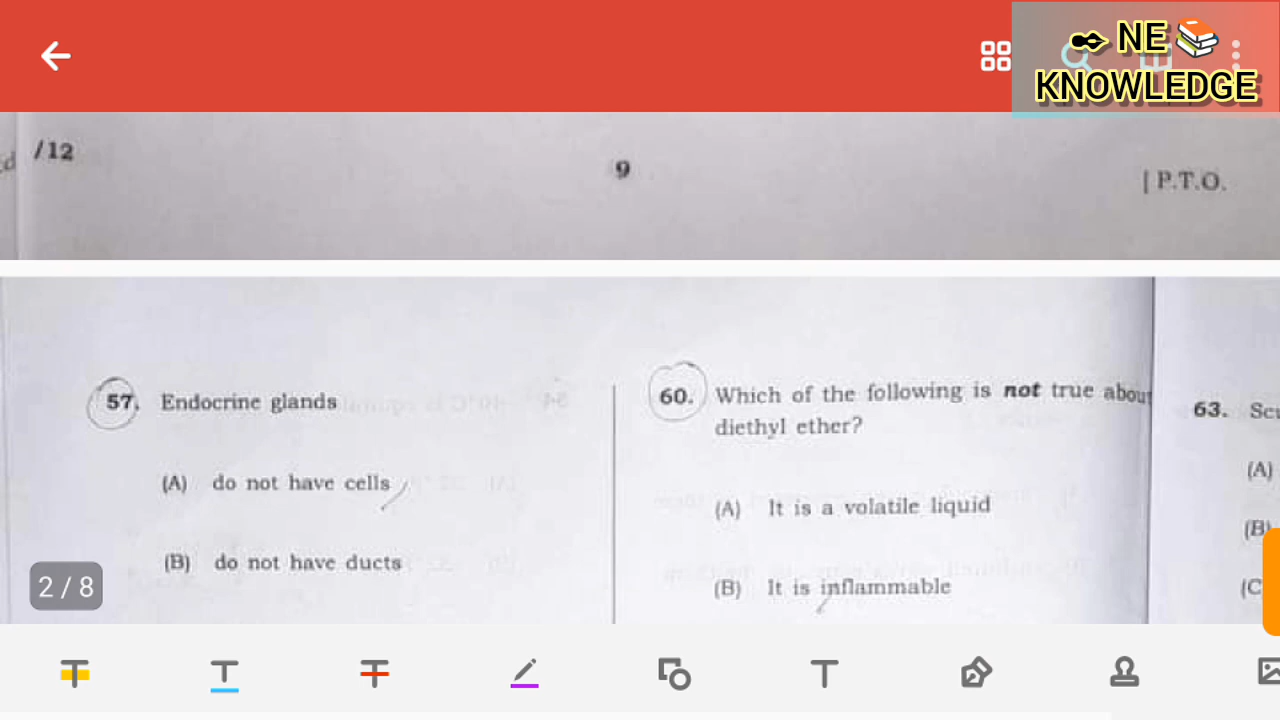 NE
KNOWLEDGE
/12
9
[ P.T.O.
57. Endocrine glands
(A) do not have cells
(B) do not have ducts
60. Which of the following is not true about
diethyl ether?
(A) It is a volatile liquid
(B) It is inflammable
63.
(A)
(B)
(C
2 / 8
T
T
T
T